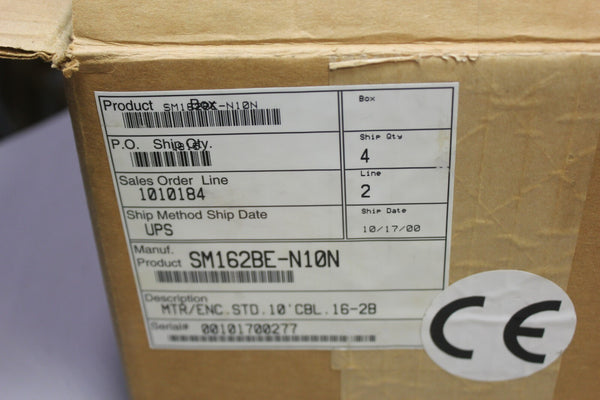 Product Box
Box
P.O. Ship Qty.
Ship Qty
4
Sales Order Line
1010184
Line
2
Ship Method Ship Date
UPS
Ship Date
10/17/00
Manuf.
Product SM162BE-N10N
Description
MTR/ENC.STD.10'CBL.16-2B
Serial# 00101700277
CE